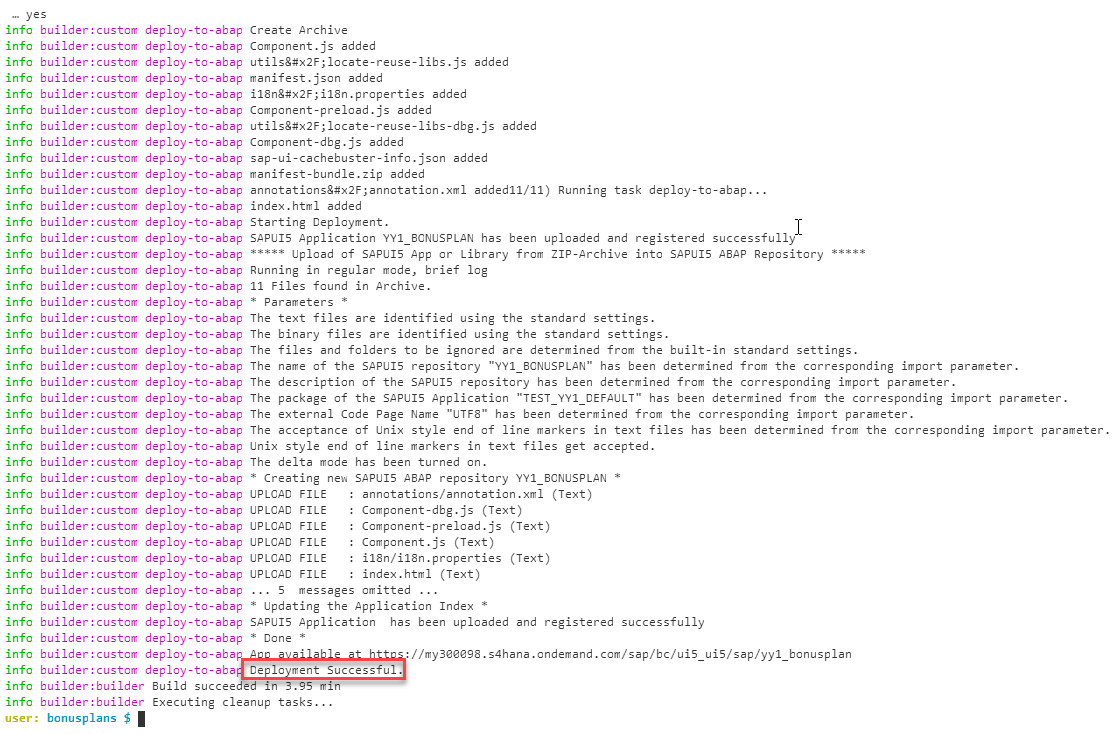 … yes
info builder:custom deploy-to-abap Create Archive
info builder:custom deploy-to-abap Component.js added
info builder:custom deploy-to-abap utils&#x2F;locate-reuse-libs.js added
info builder:custom deploy-to-abap manifest.json added
info builder:custom deploy-to-abap i18n&#x2F;i18n.properties added
info builder:custom deploy-to-abap Component-preload.js added
info builder:custom deploy-to-abap utils&#x2F;locate-reuse-libs-dbg.js added
info builder:custom deploy-to-abap Component-dbg.js added
info builder:custom deploy-to-abap sap-ui-cachebuster-info.json added
info builder:custom deploy-to-abap manifest-bundle.zip added
info builder:custom deploy-to-abap annotations&#x2F;annotation.xml added11/11) Running task deploy-to-abap...
info builder:custom deploy-to-abap index.html added
info builder:custom deploy-to-abap Starting Deployment.
info builder:custom deploy-to-abap SAPUI5 Application YY1_BONUSPLAN has been uploaded and registered successfully
info builder:custom deploy-to-abap ***** Upload of SAPUI5 App or Library from ZIP-Archive into SAPUI5 ABAP Repository *****
info builder:custom deploy-to-abap Running in regular mode, brief log
info builder:custom deploy-to-abap 11 Files found in Archive.
info builder:custom deploy-to-abap * Parameters *
info builder:custom deploy-to-abap The text files are identified using the standard settings.
info builder:custom deploy-to-abap The binary files are identified using the standard settings.
info builder:custom deploy-to-abap The files and folders to be ignored are determined from the built-in standard settings.
info builder:custom deploy-to-abap The name of the SAPUI5 repository "YY1_BONUSPLAN" has been determined from the corresponding import parameter.
info builder:custom deploy-to-abap The description of the SAPUI5 repository has been determined from the corresponding import parameter.
info builder:custom deploy-to-abap The package of the SAPUI5 Application "TEST_YY1_DEFAULT" has been determined from the corresponding import parameter.
info builder:custom deploy-to-abap The external Code Page Name "UTF8" has been determined from the corresponding import parameter.
info builder:custom deploy-to-abap The acceptance of Unix style end of line markers in text files has been determined from the corresponding import parameter.
info builder:custom deploy-to-abap Unix style end of line markers in text files get accepted.
info builder:custom deploy-to-abap The delta mode has been turned on.
info builder:custom deploy-to-abap * Creating new SAPUI5 ABAP repository YY1_BONUSPLAN *
info builder:custom deploy-to-abap UPLOAD FILE   : annotations/annotation.xml (Text)
info builder:custom deploy-to-abap UPLOAD FILE   : Component-dbg.js (Text)
info builder:custom deploy-to-abap UPLOAD FILE   : Component-preload.js (Text)
info builder:custom deploy-to-abap UPLOAD FILE   : Component.js (Text)
info builder:custom deploy-to-abap UPLOAD FILE   : i18n/i18n.properties (Text)
info builder:custom deploy-to-abap UPLOAD FILE   : index.html (Text)
info builder:custom deploy-to-abap ... 5  messages omitted ...
info builder:custom deploy-to-abap * Updating the Application Index *
info builder:custom deploy-to-abap SAPUI5 Application  has been uploaded and registered successfully
info builder:custom deploy-to-abap * Done *
info builder:custom deploy-to-abap App available at https://my300098.s4hana.ondemand.com/sap/bc/ui5_ui5/sap/yy1_bonusplan
info builder:custom deploy-to-abap Deployment Successful.
info builder:builder Build succeeded in 3.95 min
info builder:builder Executing cleanup tasks...
user: bonusplans $